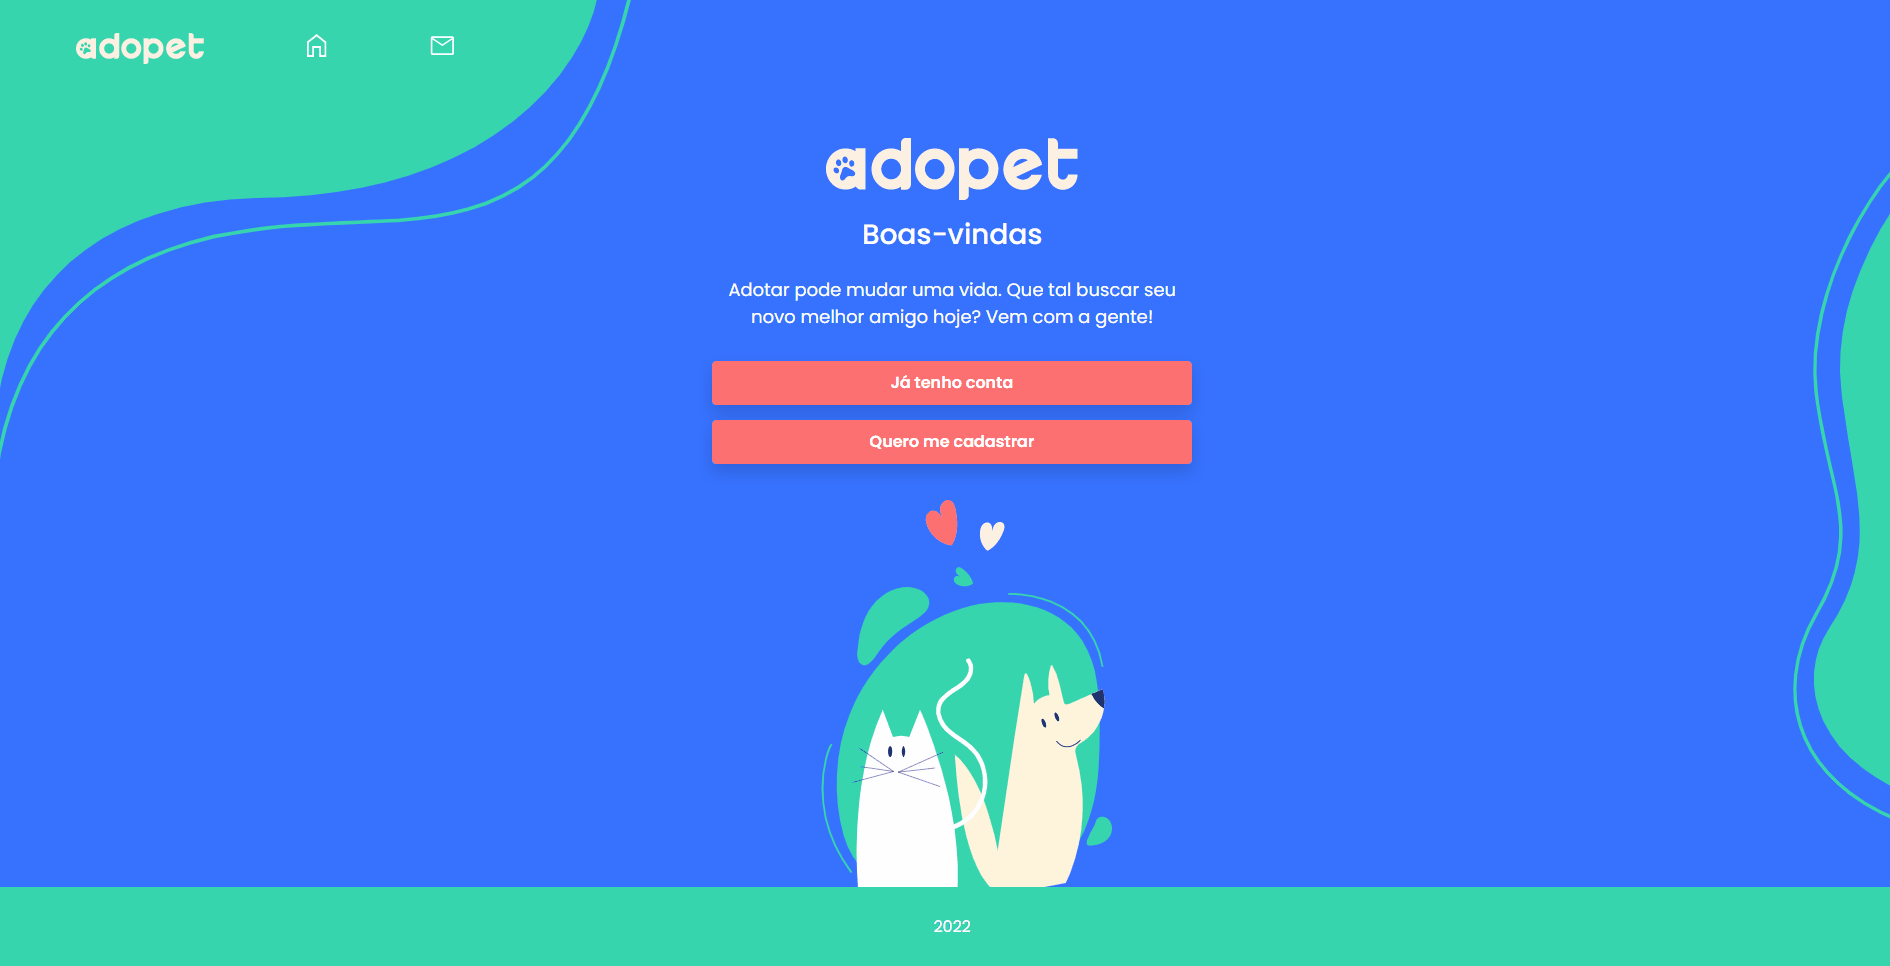 adopet
adopet
Boas-vindas
Adotar pode mudar uma vida. Que tal buscar seu
novo melhor amigo hoje? Vem com a gente!
Já tenho conta
Quero me cadastrar
2022